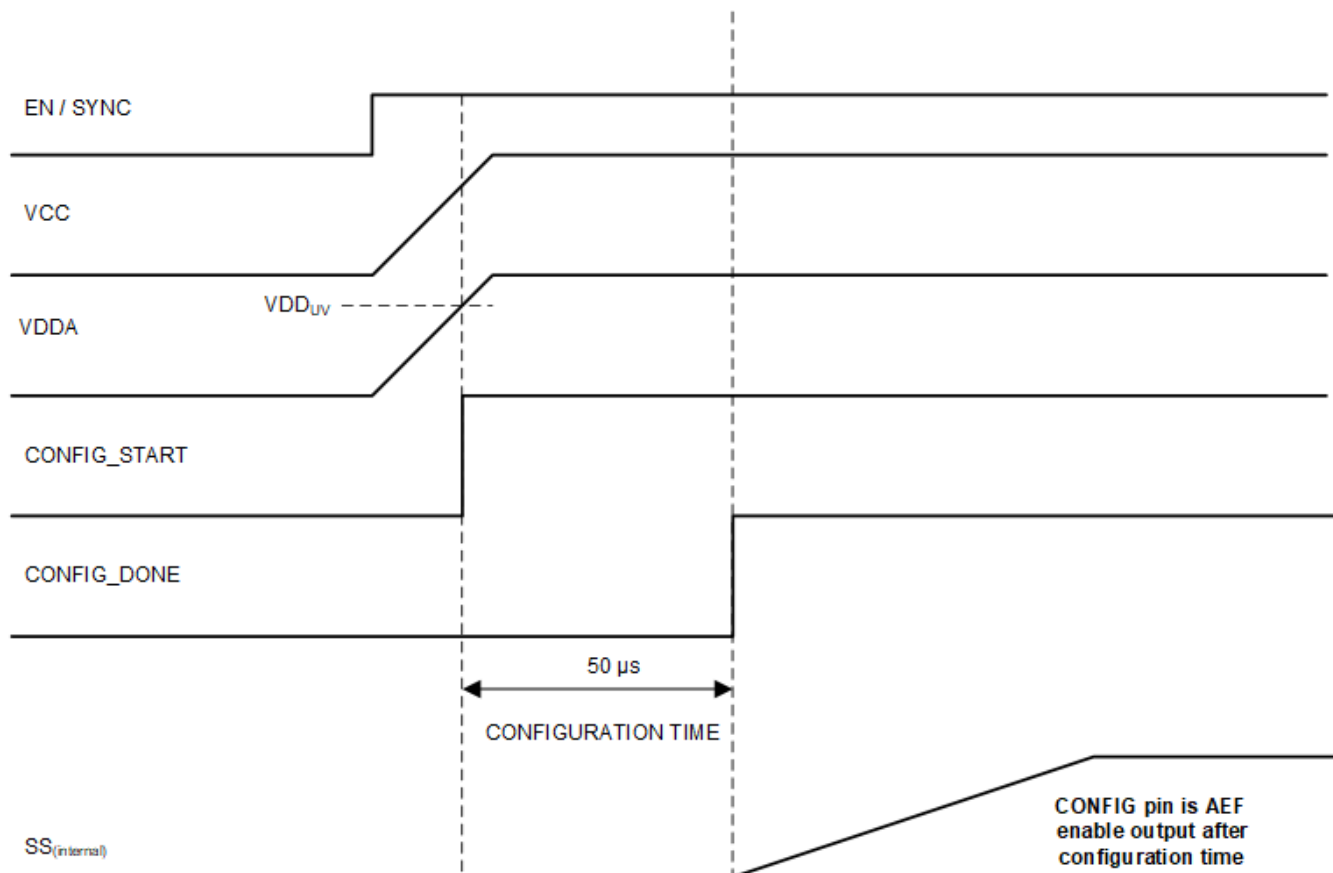 EN / SYNC
VCC
VDD_UV
VDDA
CONFIG_START
CONFIG_DONE
50 µs
CONFIGURATION TIME
CONFIG pin is AEF
enable output after
configuration time
SS(internal)